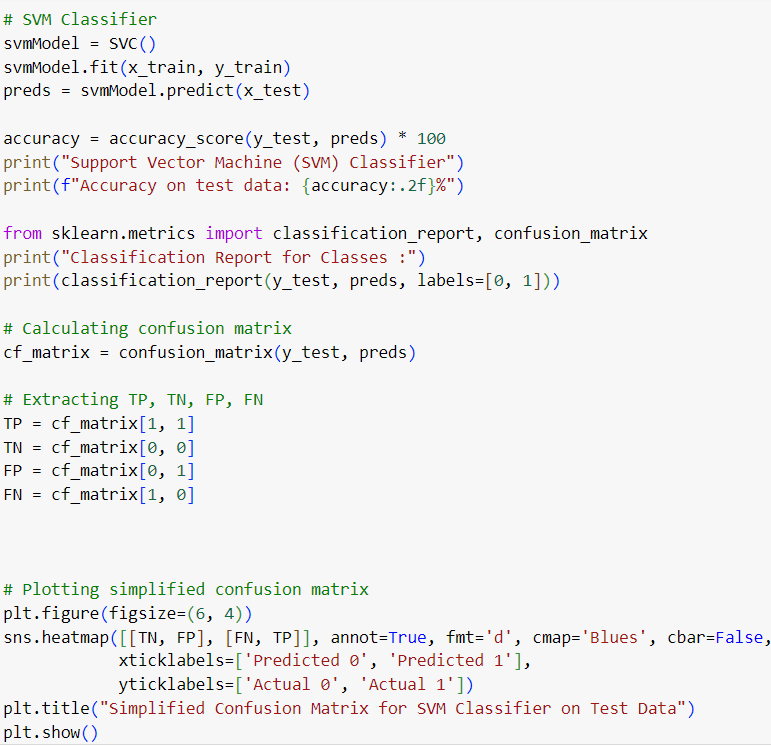 # SVM Classifier
svmModel = SVC()
svmModel.fit(x_train, y_train)
preds = svmModel.predict(x_test)
accuracy = accuracy_score(y_test, preds) * 100
print("Support Vector Machine (SVM) Classifier")
print(f"Accuracy on test data: {accuracy:.2f}%")
from sklearn.metrics import classification_report, confusion_matrix
print("Classification Report for Classes :")
print(classification_report(y_test, preds, labels=[0, 1]))
# Calculating confusion matrix
cf_matrix = confusion_matrix(y_test, preds)
# Extracting TP, TN, FP, FN
TP = cf_matrix[1, 1]
TN = cf_matrix[0, 0]
FP = cf_matrix[0, 1]
FN = cf_matrix[1, 0]
# Plotting simplified confusion matrix
plt.figure(figsize=(6, 4))
sns.heatmap([[TN, FP], [FN, TP]], annot=True, fmt='d', cmap='Blues', cbar=False,
            xticklabels=['Predicted 0', 'Predicted 1'],
            yticklabels=['Actual 0', 'Actual 1'])
plt.title("Simplified Confusion Matrix for SVM Classifier on Test Data")
plt.show()